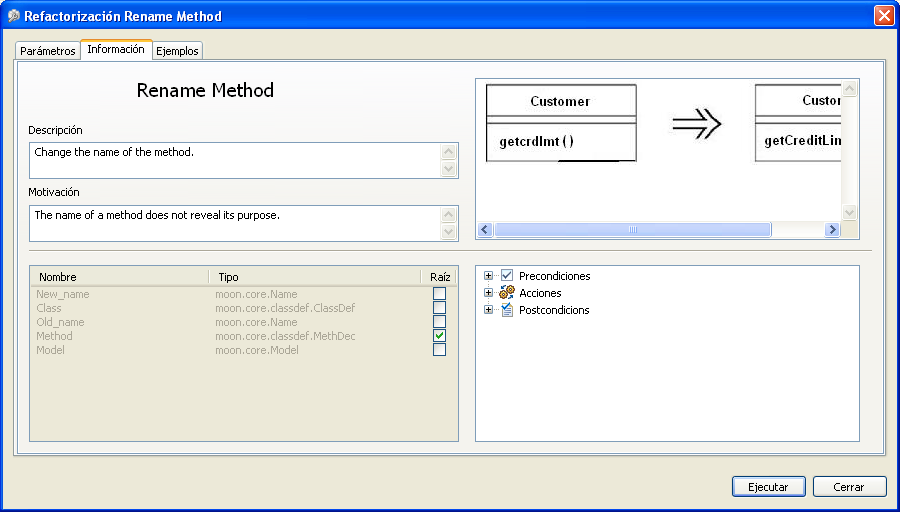 Refactorización Rename Method
Parámetros Información Ejemplos
Rename Method
Descripción
Change the name of the method.
Motivación
The name of a method does not reveal its purpose.
Customer
getcrdlmt ( )
Custor
getCreditLin
Nombre Tipo Raíz
New_name moon.core.Name
Class moon.core.classdef.ClassDef
Old_name moon.core.Name
Method moon.core.classdef.MethDec
Model moon.core.Model
Precondiciones
Acciones
Postcondicions
Ejecutar Cerrar